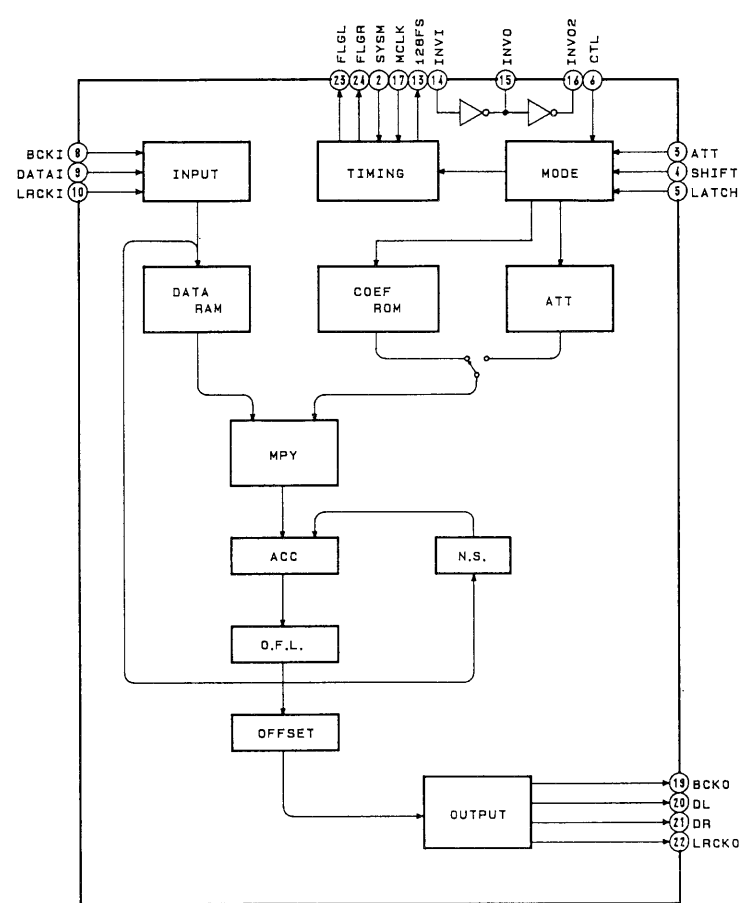 FLGL
FLGR
SYSM
MCLK
128FS
INVI
INVO
INVO2
CTL
23
24
2
17
13
14
15
16
6
BCKI 8
DATAI 9
LRCKI 10
INPUT
TIMING
MODE
3 ATT
4 SHIFT
5 LATCH
DATA
RAM
COEF
ROM
ATT
MPY
ACC
N.S.
O.F.L.
OFFSET
OUTPUT
19 BCKO
20 DL
21 DR
22 LRCKO